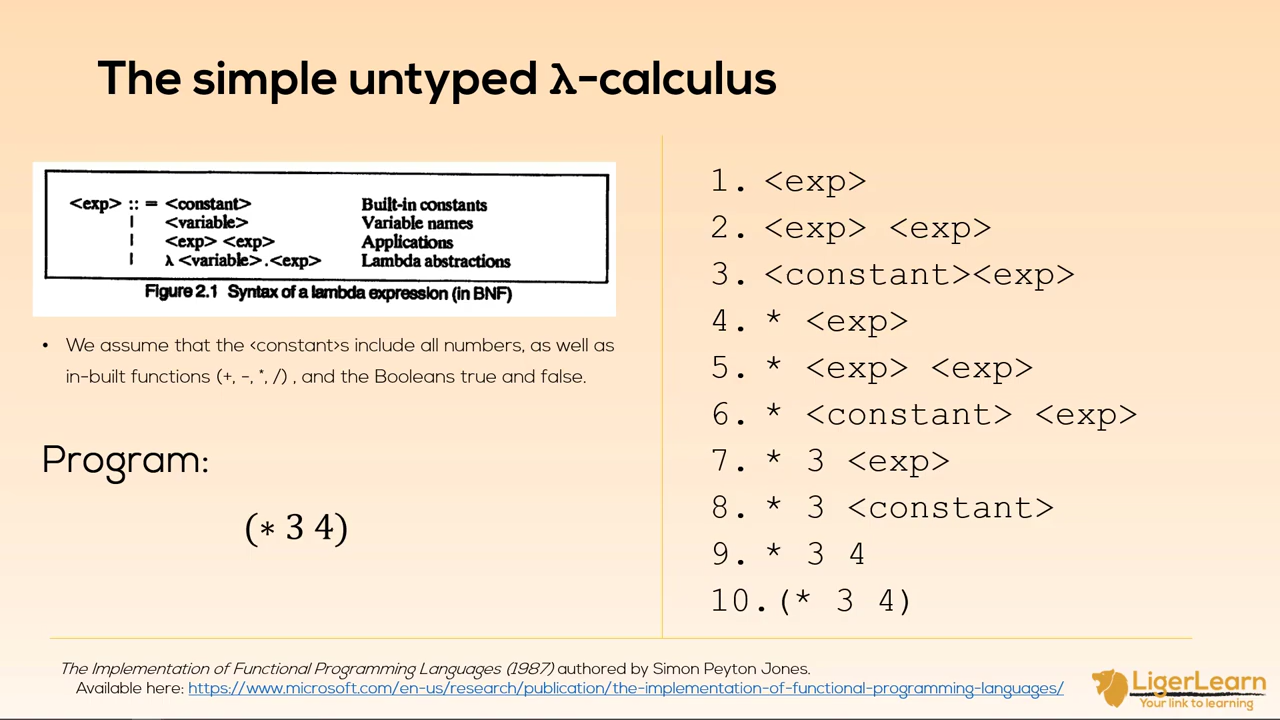 The simple untyped λ-calculus
<exp> :: = <constant> Built-in constants
| <variable> Variable names
| <exp> <exp> Applications
| λ <variable>.<exp> Lambda abstractions
Figure 2.1 Syntax of a lambda expression (in BNF)
• We assume that the <constant>s include all numbers, as well as
in-built functions (+, -, *, /) , and the Booleans true and false.
Program:
(∗ 3 4)
1. <exp>
2. <exp> <exp>
3. <constant><exp>
4. * <exp>
5. * <exp> <exp>
6. * <constant> <exp>
7. * 3 <exp>
8. * 3 <constant>
9. * 3 4
10.(* 3 4)
The Implementation of Functional Programming Languages (1987) authored by Simon Peyton Jones.
Available here: https://www.microsoft.com/en-us/research/publication/the-implementation-of-functional-programming-languages/
LigerLearn
Your link to learning